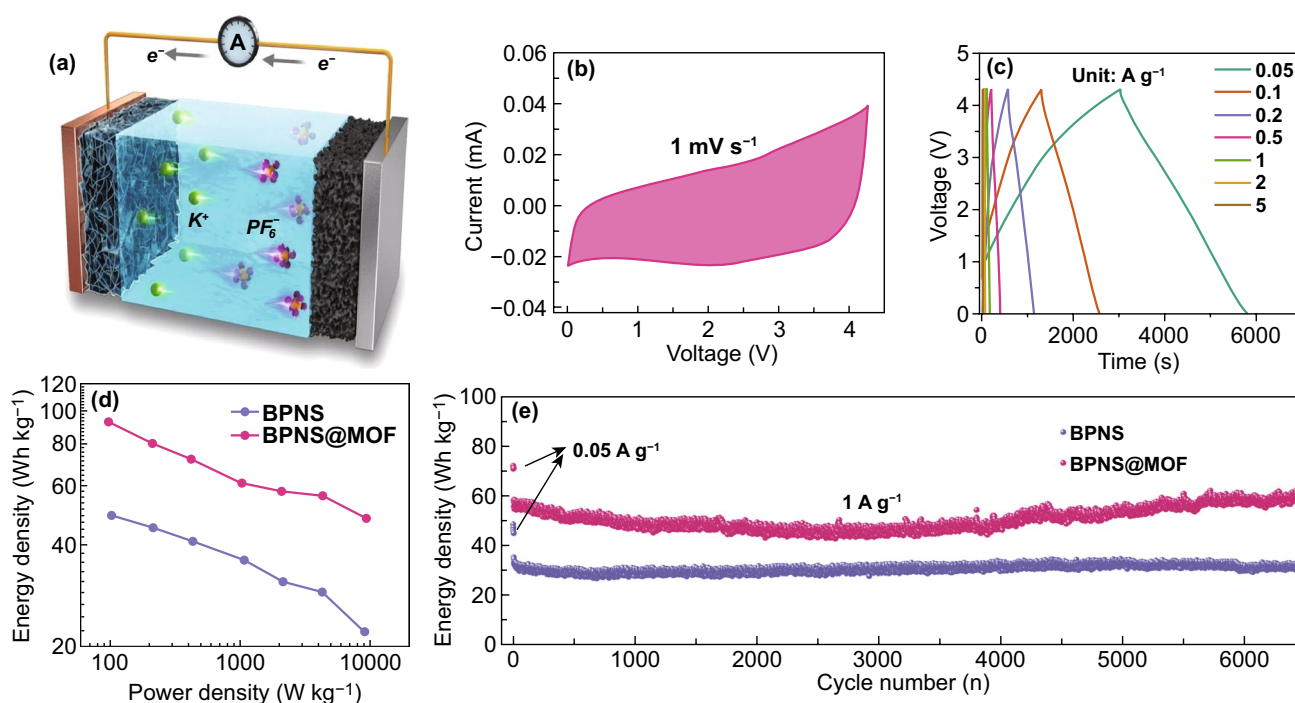 (a)
A
e⁻
e⁻
K⁺
PF₆⁻
(b)
1 mV s⁻¹
0.06
0.04
0.02
0.00
−0.02
−0.04
Current (mA)
0
1
2
3
4
Voltage (V)
(c)
Unit: A g⁻¹
0.05
0.1
0.2
0.5
1
2
5
5
4
3
2
1
0
Voltage (V)
0
2000
4000
6000
Time (s)
(d)
BPNS
BPNS@MOF
120
100
80
60
40
20
Energy density (Wh kg⁻¹)
100
1000
10000
Power density (W kg⁻¹)
(e)
0.05 A g⁻¹
1 A g⁻¹
BPNS
BPNS@MOF
100
80
60
40
20
0
Energy density (Wh kg⁻¹)
0
1000
2000
3000
4000
5000
6000
Cycle number (n)